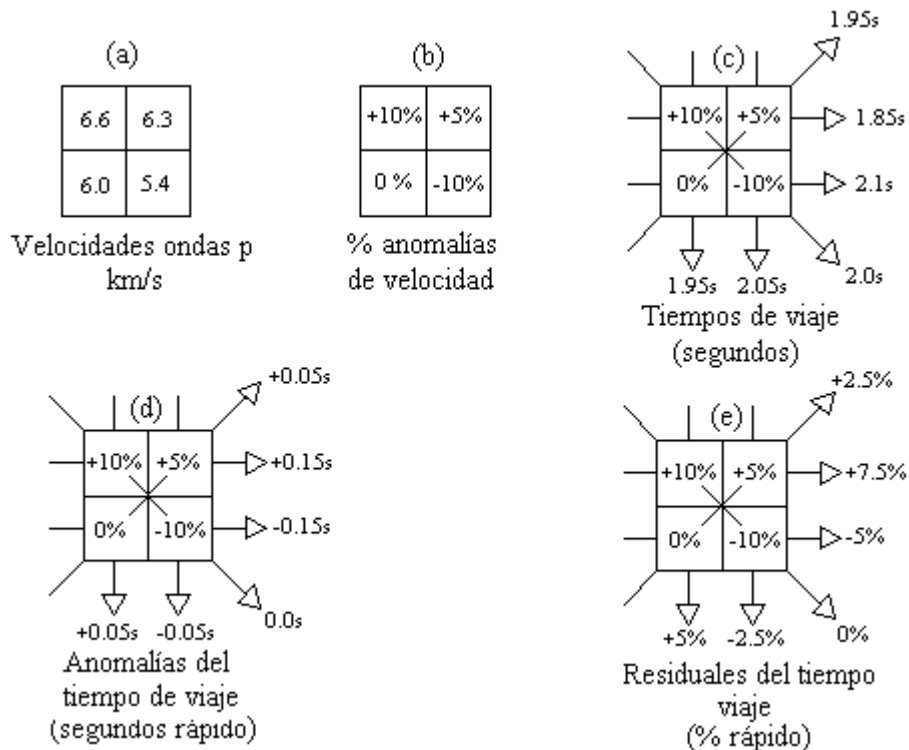 (a)
6.6 6.3
6.0 5.4
Velocidades ondas p
km/s
(b)
+10% +5%
0 % -10%
% anomalías
de velocidad
1.95s
(c)
+10% +5%
1.85s
0% -10%
2.1s
2.0s
1.95s 2.05s
Tiempos de viaje
(segundos)
+0.05s
(d)
+10% +5%
+0.15s
0% -10%
-0.15s
0.0s
+0.05s -0.05s
Anomalías del
tiempo de viaje
(segundos rápido)
+2.5%
(e)
+10% +5%
+7.5%
0% -10%
-5%
0%
+5% -2.5%
Residuales del tiempo
viaje
(% rápido)